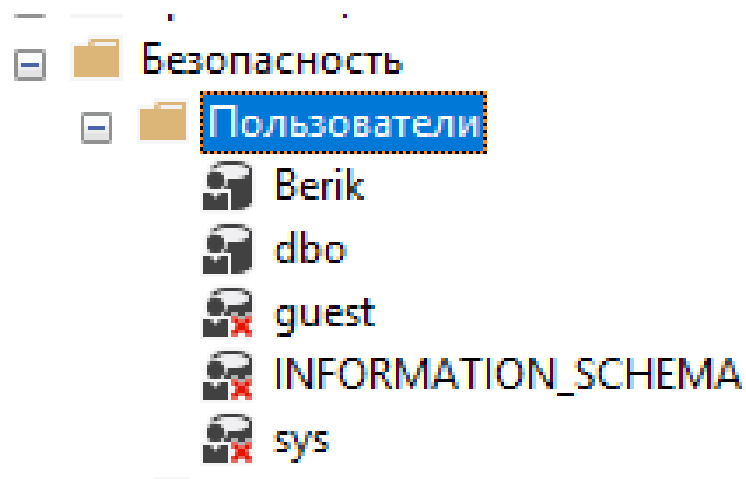 Безопасность
Пользователи
Berik
dbo
guest
INFORMATION_SCHEMA
sys